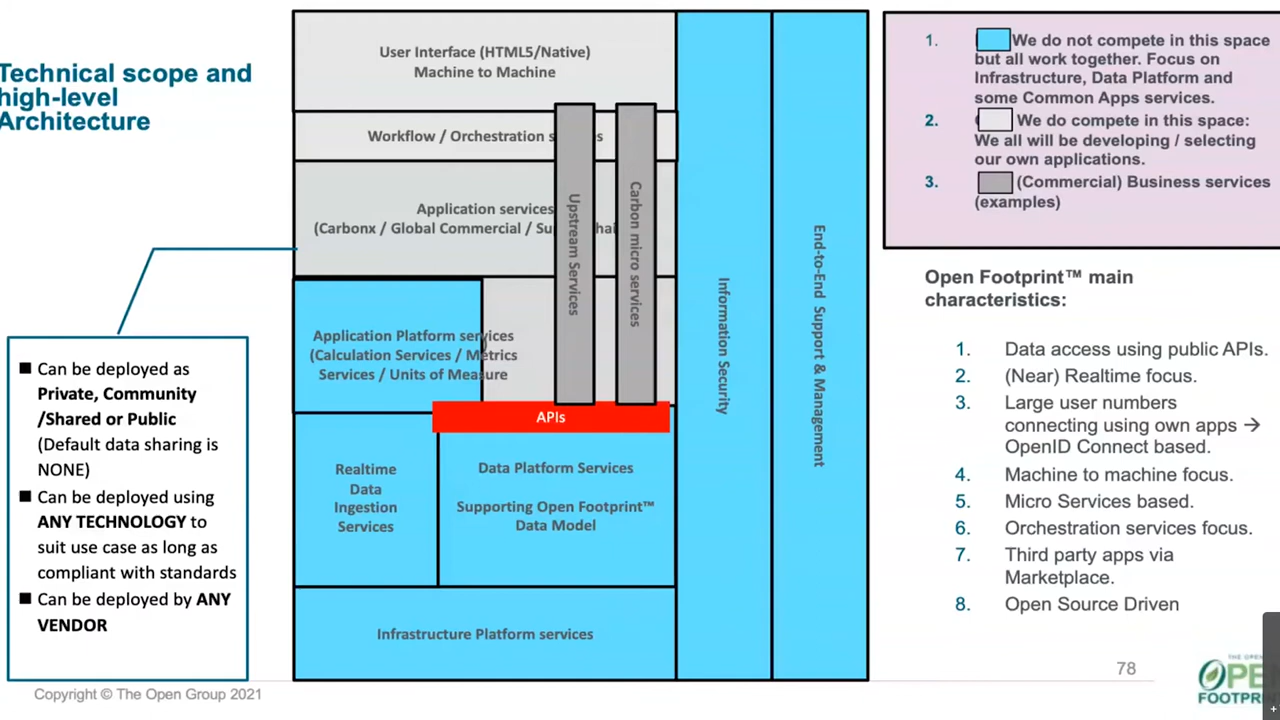 Technical scope and
high-level
Architecture
User Interface (HTML5/Native)
Machine to Machine
Workflow / Orchestration s s
Application services
(Carbonx / Global Commercial / Su hai
Upstream Services
Carbon micro services
Application Platform services
(Calculation Services / Metrics
Services / Units of Measure
APIs
Realtime
Data
Ingestion
Services
Data Platform Services
Supporting Open Footprint™
Data Model
Infrastructure Platform services
Information Security
End-to-End Support & Management
■ Can be deployed as
Private, Community
/Shared or Public
(Default data sharing is
NONE)
■ Can be deployed using
ANY TECHNOLOGY to
suit use case as long as
compliant with standards
■ Can be deployed by ANY
VENDOR
1. We do not compete in this space
but all work together. Focus on
Infrastructure, Data Platform and
some Common Apps services.
2. We do compete in this space:
We all will be developing / selecting
our own applications.
3. (Commercial) Business services
(examples)
Open Footprint™ main
characteristics:
1. Data access using public APIs.
2. (Near) Realtime focus.
3. Large user numbers
connecting using own apps →
OpenID Connect based.
4. Machine to machine focus.
5. Micro Services based.
6. Orchestration services focus.
7. Third party apps via
Marketplace.
8. Open Source Driven
78
Copyright © The Open Group 2021
THE OPEN
OPE
FOOTPRIN